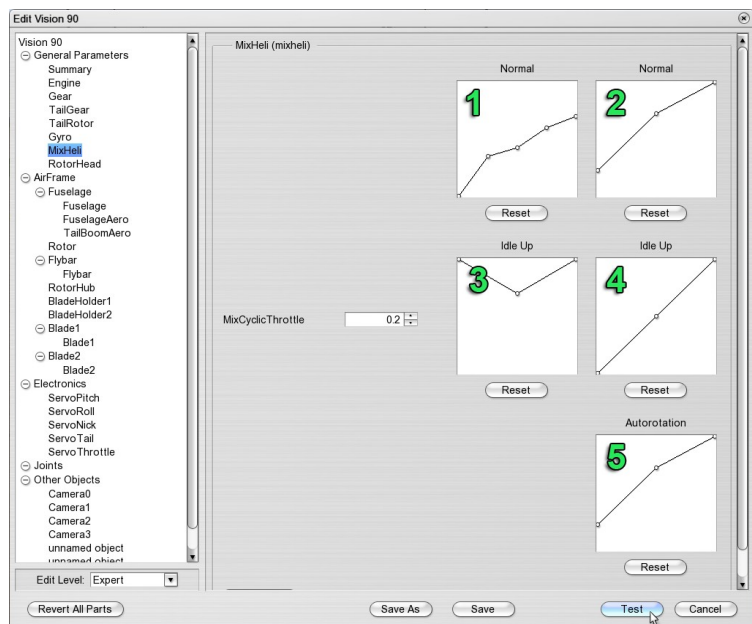 Edit Vision 90
Vision 90
General Parameters
Summary
Engine
Gear
TailGear
TailRotor
Gyro
MixHeli
RotorHead
AirFrame
Fuselage
Fuselage
FuselageAero
TailBoomAero
Rotor
Flybar
Flybar
RotorHub
BladeHolder1
BladeHolder2
Blade1
Blade1
Blade2
Blade2
Electronics
ServoPitch
ServoRoll
ServoNick
ServoTail
ServoThrottle
Joints
Other Objects
Camera0
Camera1
Camera2
Camera3
unnamed object
unnamed object
Edit Level: Expert
MixHeli (mixheli)
Normal Normal
1 2
Reset Reset
Idle Up Idle Up
3 4
MixCyclicThrottle 0.2
Reset Reset
Autorotation
5
Reset
Revert All Parts Save As Save Test Cancel